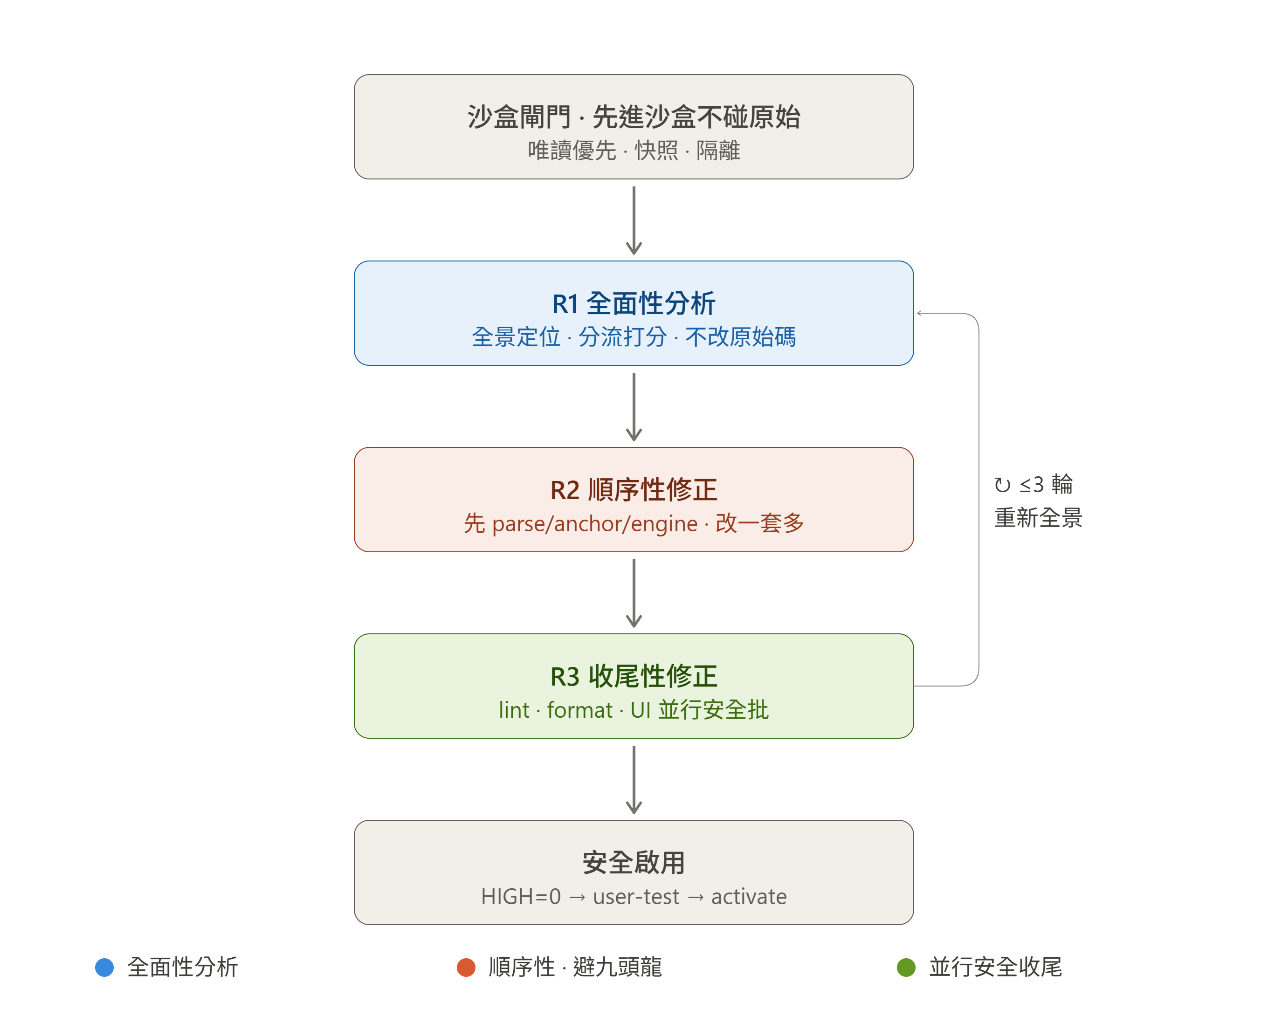 沙盒閘門 · 先進沙盒不碰原始
唯讀優先 · 快照 · 隔離
R1 全面性分析
全景定位 · 分流打分 · 不改原始碼
R2 順序性修正
先 parse/anchor/engine · 改一套多
↻ ≤3 輪
重新全景
R3 收尾性修正
lint · format · UI 並行安全批
安全啟用
HIGH=0 → user-test → activate
全面性分析
順序性 · 避九頭龍
並行安全收尾